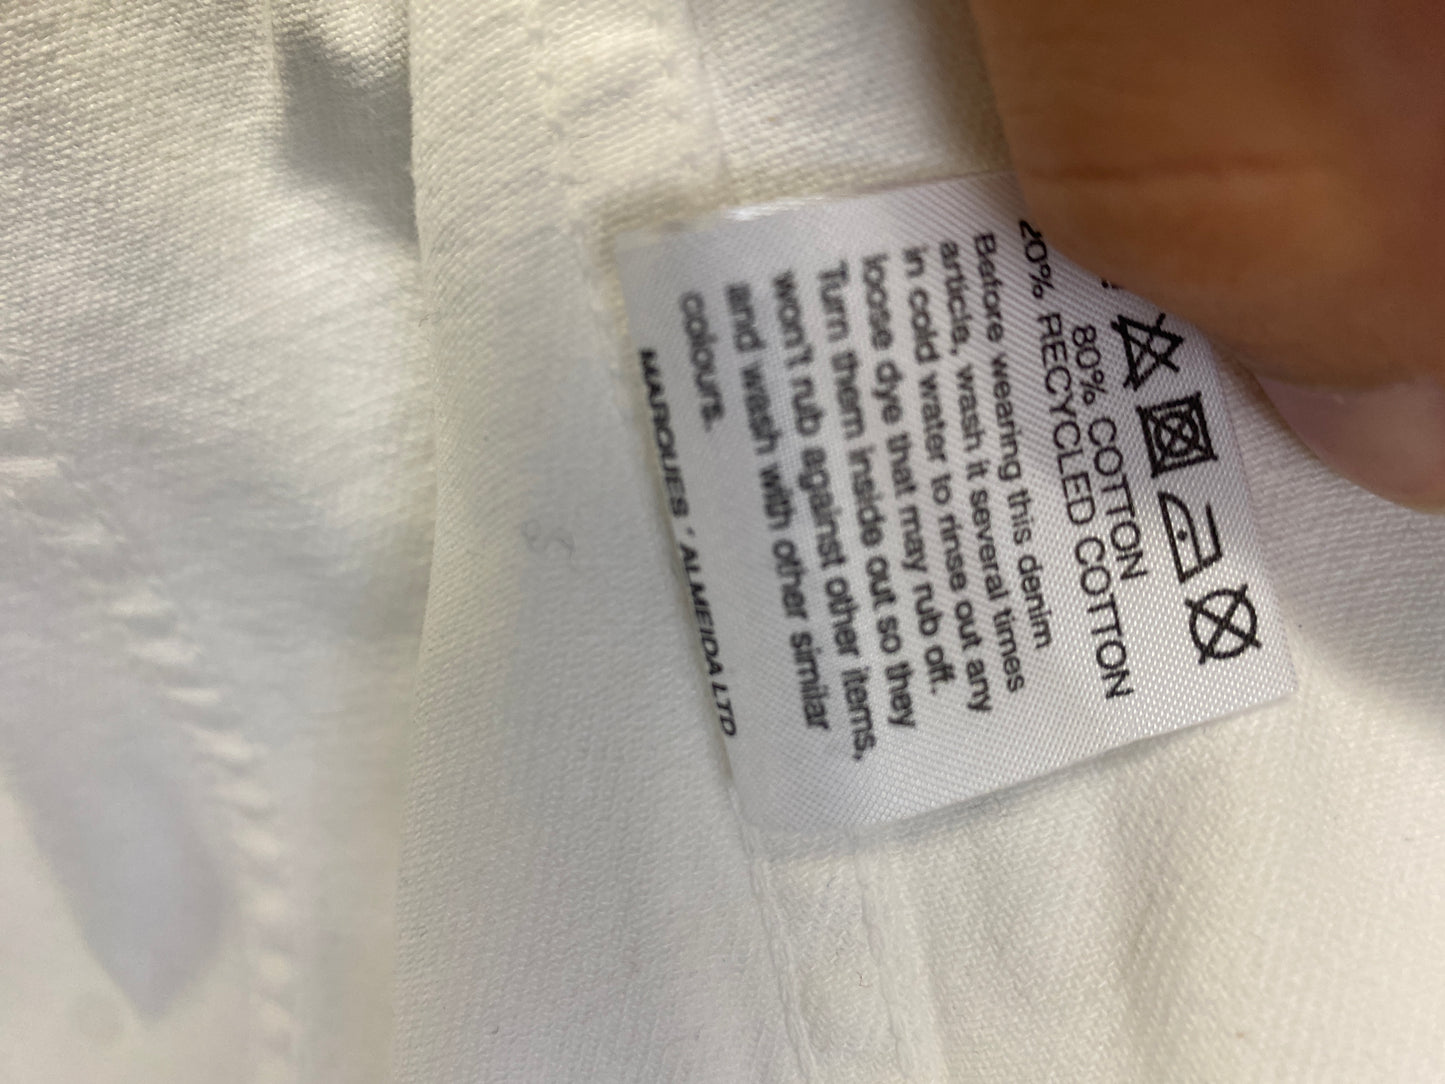 80% COTTON
20% RECYCLED COTTON
Before wearing this denim
article, wash it several times
in cold water to rinse out any
loose dye that may rub off.
Turn them inside out so they
won't rub against other items,
and wash with other similar
colours.
MARQUES ' ALMEIDA LTD